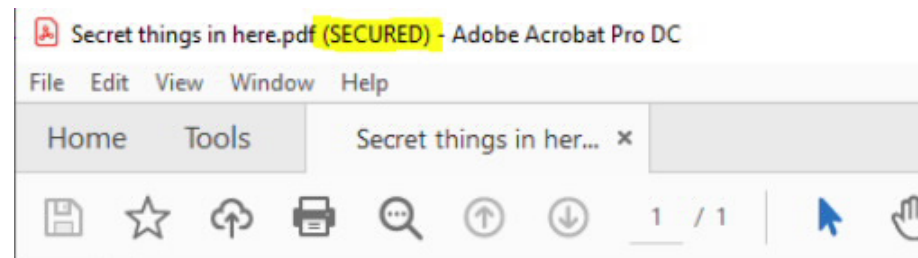 Secret things in here.pdf (SECURED) - Adobe Acrobat Pro DC
File Edit View Window Help
Home Tools Secret things in her... ×
1 / 1